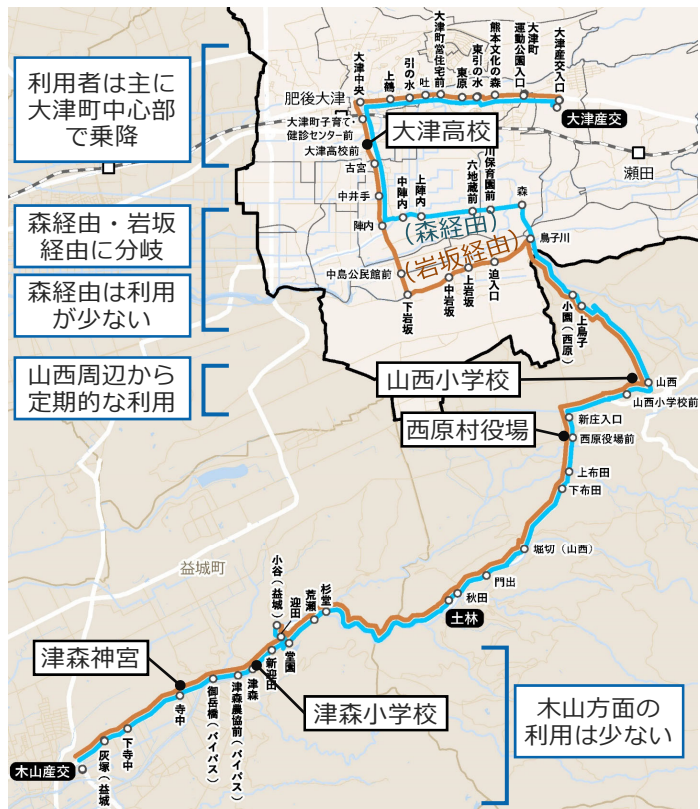 利用者は主に
大津町中心部
で乗降
森経由・岩坂
経由に分岐
森経由は利用
が少ない
山西周辺から
定期的な利用
大津中央
上鶴
引の水
吐
大津町営住宅前
東原
東引の水
熊本文化の森
大津町
運動公園入口
大津産交入口
大津産交
肥後大津
大津町子育て・
健診センター前
大津高校
大津高校前
古宮
中井手
陣内
中陣内
上陣内
六地蔵前
川保育園前
森
瀬田
(森経由)
(岩坂経由)
鳥子川
中島公民館前
下岩坂
中岩坂
上岩坂
迫入口
小園(西原)
上鳥子
山西小学校
山西
山西小学校前
西原村役場
新庄入口
西原役場前
上布田
下布田
堀切(山西)
門出
秋田
土林
益城町
小谷(益城)
迎田
荒瀬
杉堂
堂園
新迎田
津森
津森神宮
津森小学校
津森農協前(バイパス)
御岳橋(バイパス)
寺中
下寺中
灰塚(益城
木山産交
木山方面の
利用は少ない